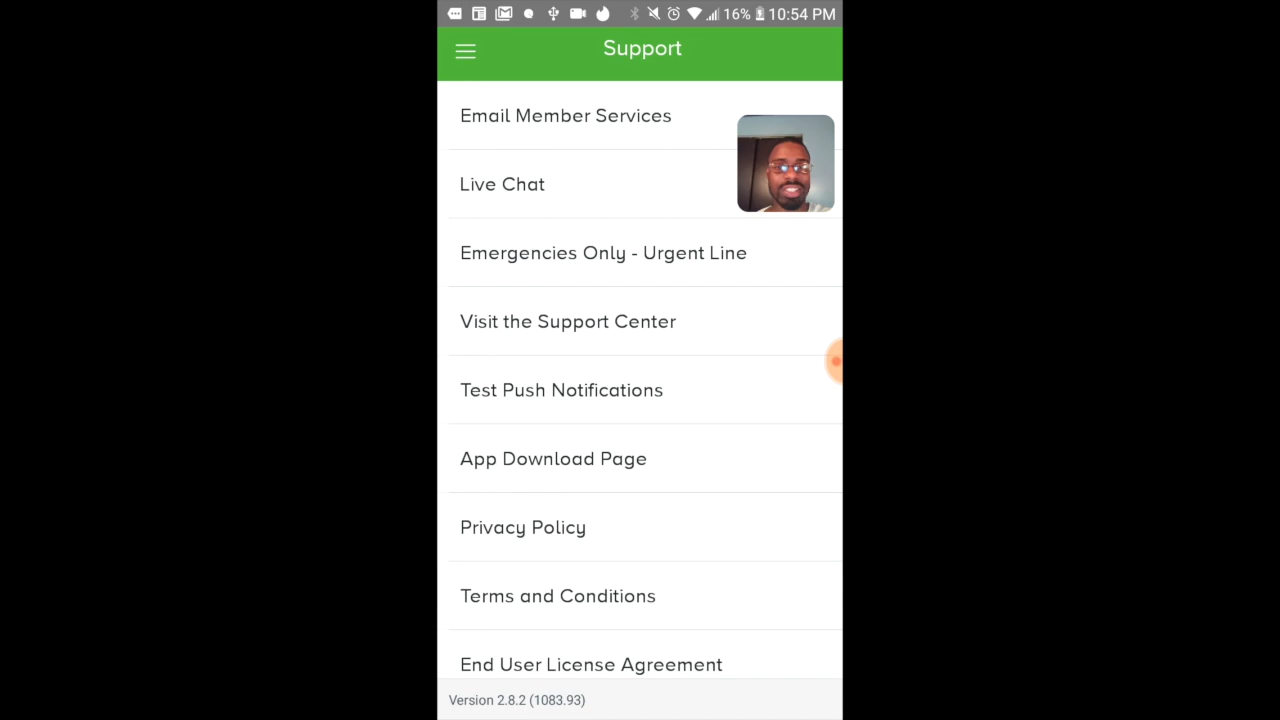 16% 10:54 PM
Support
Email Member Services
Live Chat
Emergencies Only - Urgent Line
Visit the Support Center
Test Push Notifications
App Download Page
Privacy Policy
Terms and Conditions
End User License Agreement
Version 2.8.2 (1083.93)